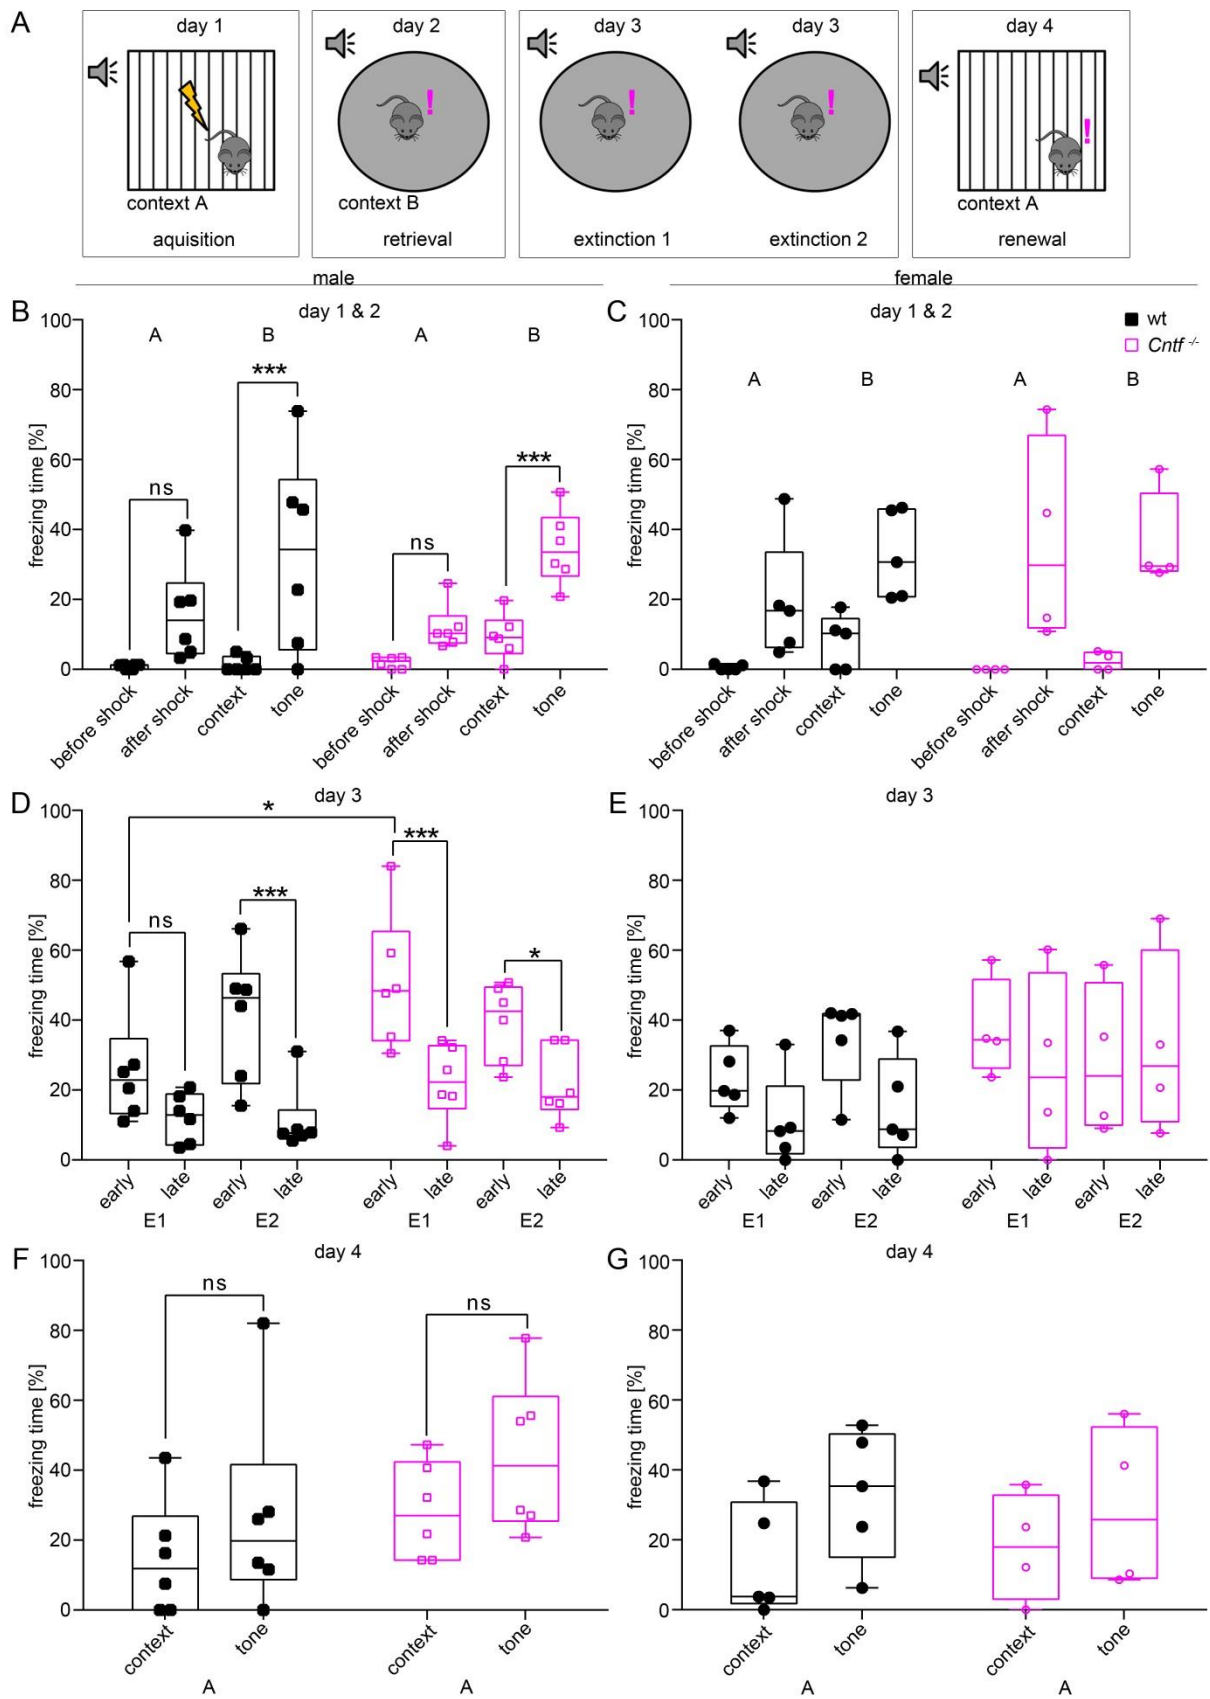 A
day 1
day 2
day 3
day 3
day 4
context A
context B
context A
aquisition
retrieval
extinction 1
extinction 2
renewal
male
female
B
day 1 & 2
A
B
A
B
***
ns
ns
***
freezing time [%]
100
80
60
40
20
0
before shock
after shock
context
tone
before shock
after shock
context
tone
C
day 1 & 2
wt
Cntf -/-
A
B
A
B
freezing time [%]
100
80
60
40
20
0
before shock
after shock
context
tone
before shock
after shock
context
tone
D
day 3
*
***
***
ns
*
freezing time [%]
100
80
60
40
20
0
early
late
early
late
early
late
early
late
E1
E2
E1
E2
E
day 3
freezing time [%]
100
80
60
40
20
0
early
late
early
late
early
late
early
late
E1
E2
E1
E2
F
day 4
ns
ns
freezing time [%]
100
80
60
40
20
0
context
tone
context
tone
A
A
G
day 4
freezing time [%]
100
80
60
40
20
0
context
tone
context
tone
A
A